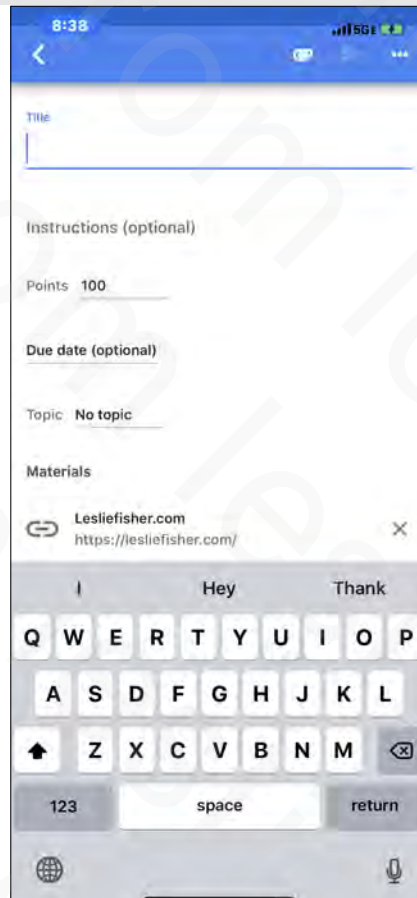 8:38
5GE
Title
Instructions (optional)
Points 100
Due date (optional)
Topic No topic
Materials
Lesliefisher.com
https://lesliefisher.com/
I Hey Thank
Q W E R T Y U I O P
A S D F G H J K L
Z X C V B N M
123 space return